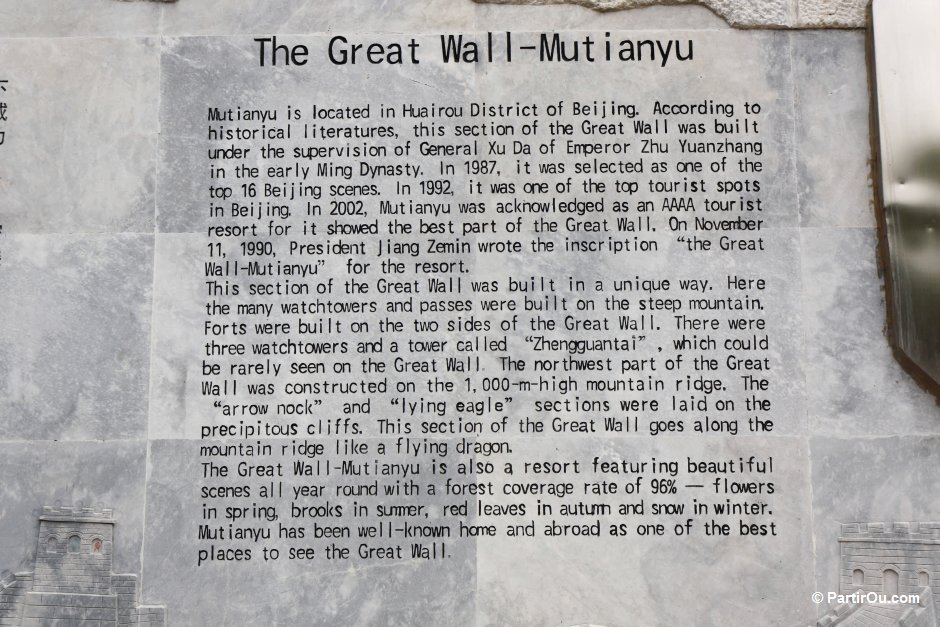 The Great Wall-Mutianyu
Mutianyu is located in Huairou District of Beijing. According to
historical literatures, this section of the Great Wall was built
under the supervision of General Xu Da of Emperor Zhu Yuanzhang
in the early Ming Dynasty. In 1987, it was selected as one of the
top 16 Beijing scenes. In 1992, it was one of the top tourist spots
in Beijing. In 2002, Mutianyu was acknowledged as an AAAA tourist
resort for it showed the best part of the Great Wall. On November
11, 1990, President Jiang Zemin wrote the inscription “the Great
Wall-Mutianyu” for the resort.
This section of the Great Wall was built in a unique way. Here
the many watchtowers and passes were built on the steep mountain.
Forts were built on the two sides of the Great Wall. There were
three watchtowers and a tower called “Zhengguantai”, which could
be rarely seen on the Great Wall. The northwest part of the Great
Wall was constructed on the 1,000-m-high mountain ridge. The
“arrow nock” and “lying eagle” sections were laid on the
precipitous cliffs. This section of the Great Wall goes along the
mountain ridge like a flying dragon.
The Great Wall-Mutianyu is also a resort featuring beautiful
scenes all year round with a forest coverage rate of 96% — flowers
in spring, brooks in summer, red leaves in autumn and snow in winter.
Mutianyu has been well-known home and abroad as one of the best
places to see the Great Wall.
© PartirOu.com